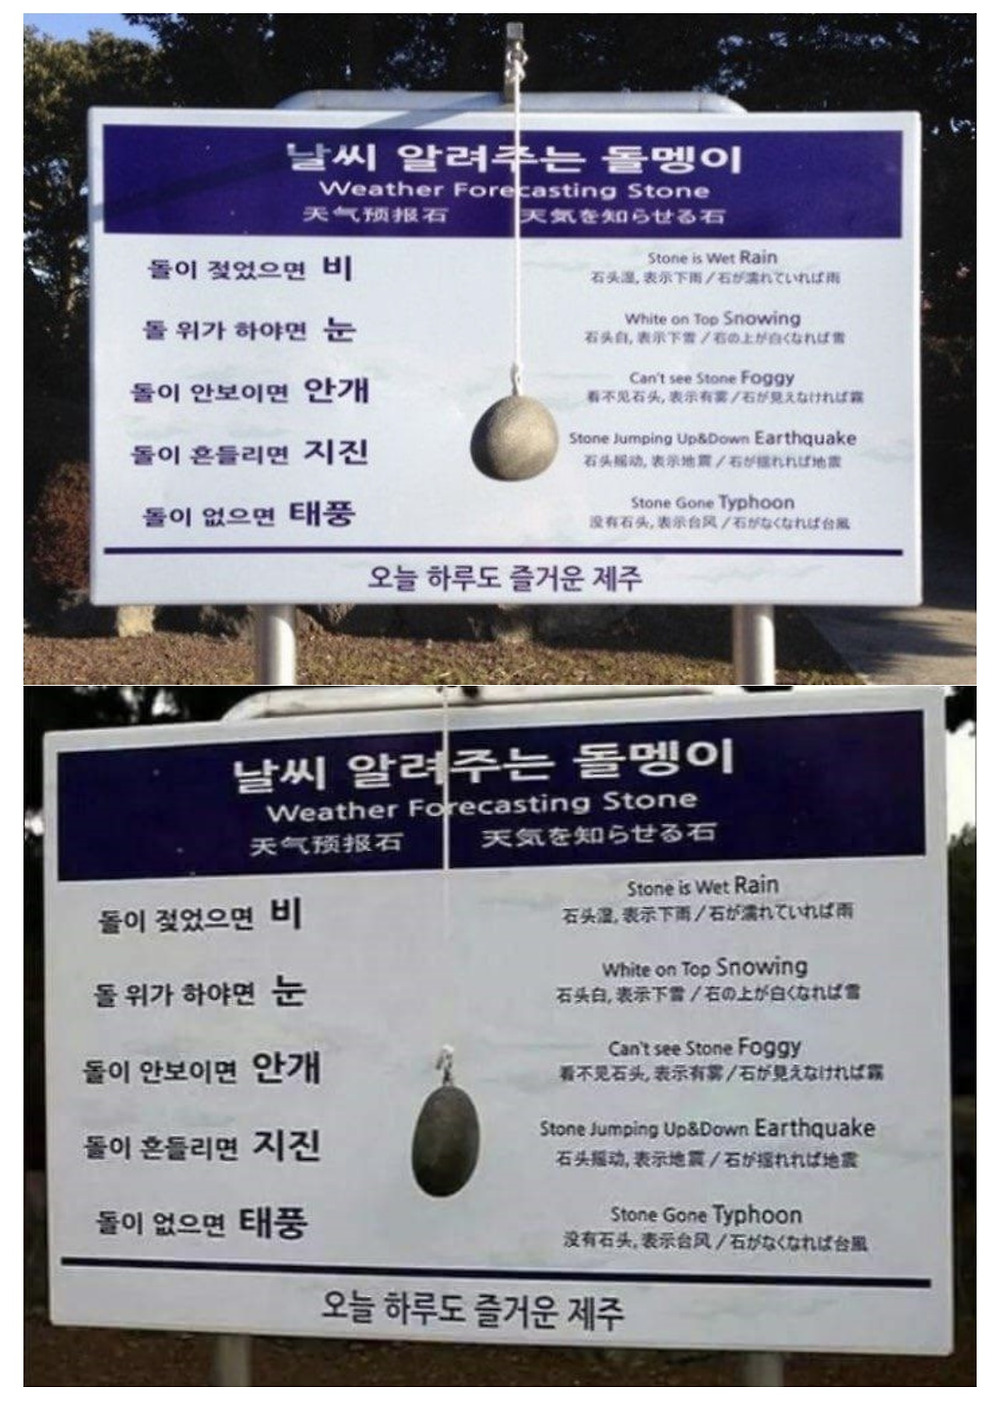 날씨 알려주는 돌멩이
Weather Forecasting Stone
天气预报石 天気を知らせる石
돌이 젖었으면 비
Stone is Wet Rain
石头湿, 表示下雨 / 石が濡れていれば雨
돌 위가 하야면 눈
White on Top Snowing
石头白, 表示下雪 / 石の上が白くなれば雪
돌이 안보이면 안개
Can't see Stone Foggy
看不见石头, 表示有雾 / 石が見えなければ霧
돌이 흔들리면 지진
Stone Jumping Up&Down Earthquake
石头摇动, 表示地震 / 石が揺れれば地震
돌이 없으면 태풍
Stone Gone Typhoon
没有石头, 表示台风 / 石がなくなれば台風
오늘 하루도 즐거운 제주
날씨 알려주는 돌멩이
Weather Forecasting Stone
天气预报石 天気を知らせる石
돌이 젖었으면 비
Stone is Wet Rain
石头湿, 表示下雨 / 石が濡れていれば雨
돌 위가 하야면 눈
White on Top Snowing
石头白, 表示下雪 / 石の上が白くなれば雪
돌이 안보이면 안개
Can't see Stone Foggy
看不见石头, 表示有雾 / 石が見えなければ霧
돌이 흔들리면 지진
Stone Jumping Up&Down Earthquake
石头摇动, 表示地震 / 石が揺れれば地震
돌이 없으면 태풍
Stone Gone Typhoon
没有石头, 表示台风 / 石がなくなれば台風
오늘 하루도 즐거운 제주